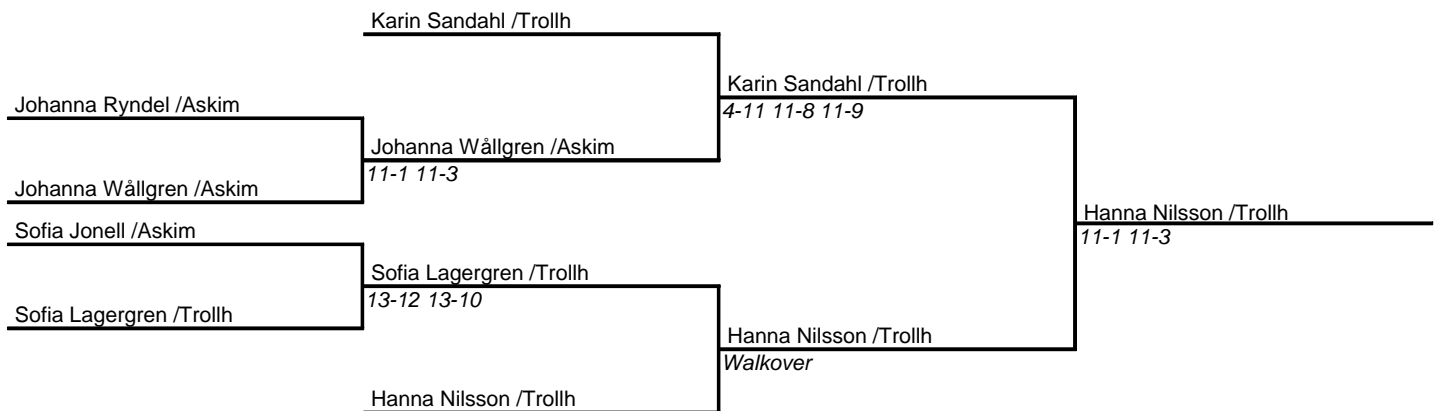 Karin Sandahl /Trollh
Karin Sandahl /Trollh
Johanna Ryndel /Askim
4-11 11-8 11-9
Johanna Wållgren /Askim
11-1 11-3
Johanna Wållgren /Askim
Hanna Nilsson /Trollh
Sofia Jonell /Askim
11-1 11-3
Sofia Lagergren /Trollh
13-12 13-10
Sofia Lagergren /Trollh
Hanna Nilsson /Trollh
Walkover
Hanna Nilsson /Trollh